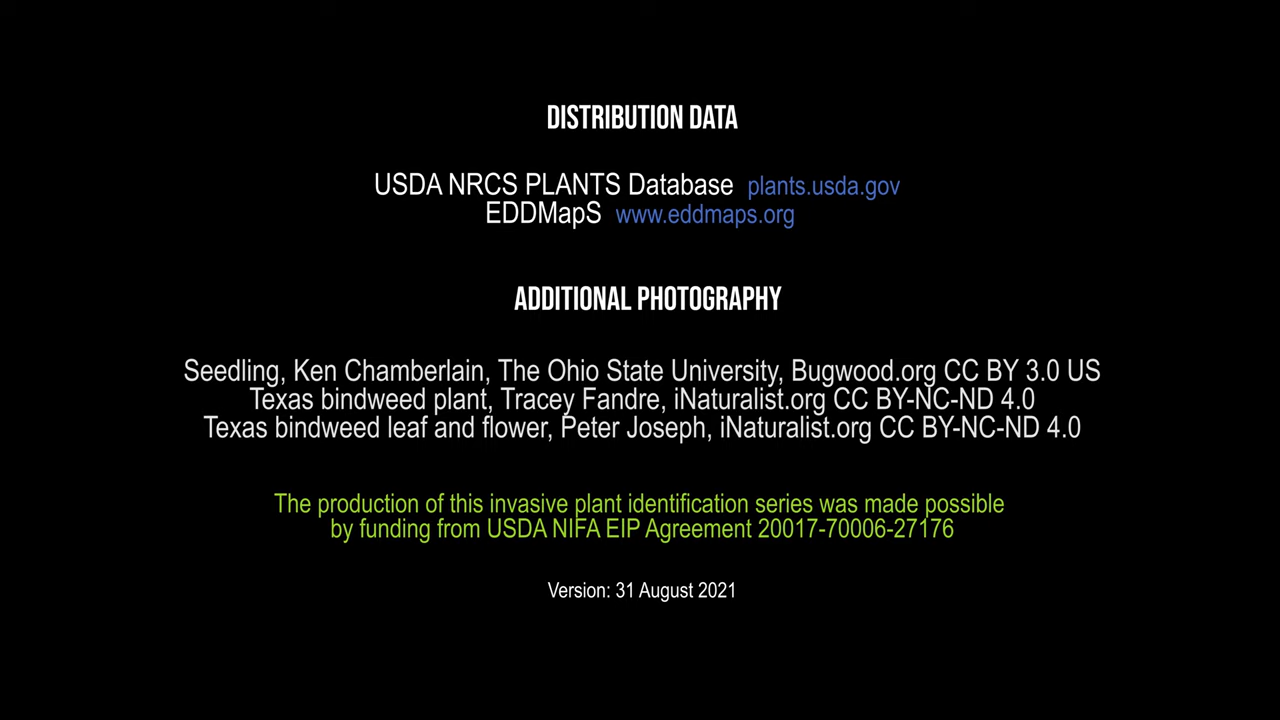 DISTRIBUTION DATA
USDA NRCS PLANTS Database plants.usda.gov
EDDMapS www.eddmaps.org
ADDITIONAL PHOTOGRAPHY
Seedling, Ken Chamberlain, The Ohio State University, Bugwood.org CC BY 3.0 US
Texas bindweed plant, Tracey Fandre, iNaturalist.org CC BY-NC-ND 4.0
Texas bindweed leaf and flower, Peter Joseph, iNaturalist.org CC BY-NC-ND 4.0
The production of this invasive plant identification series was made possible
by funding from USDA NIFA EIP Agreement 20017-70006-27176
Version: 31 August 2021